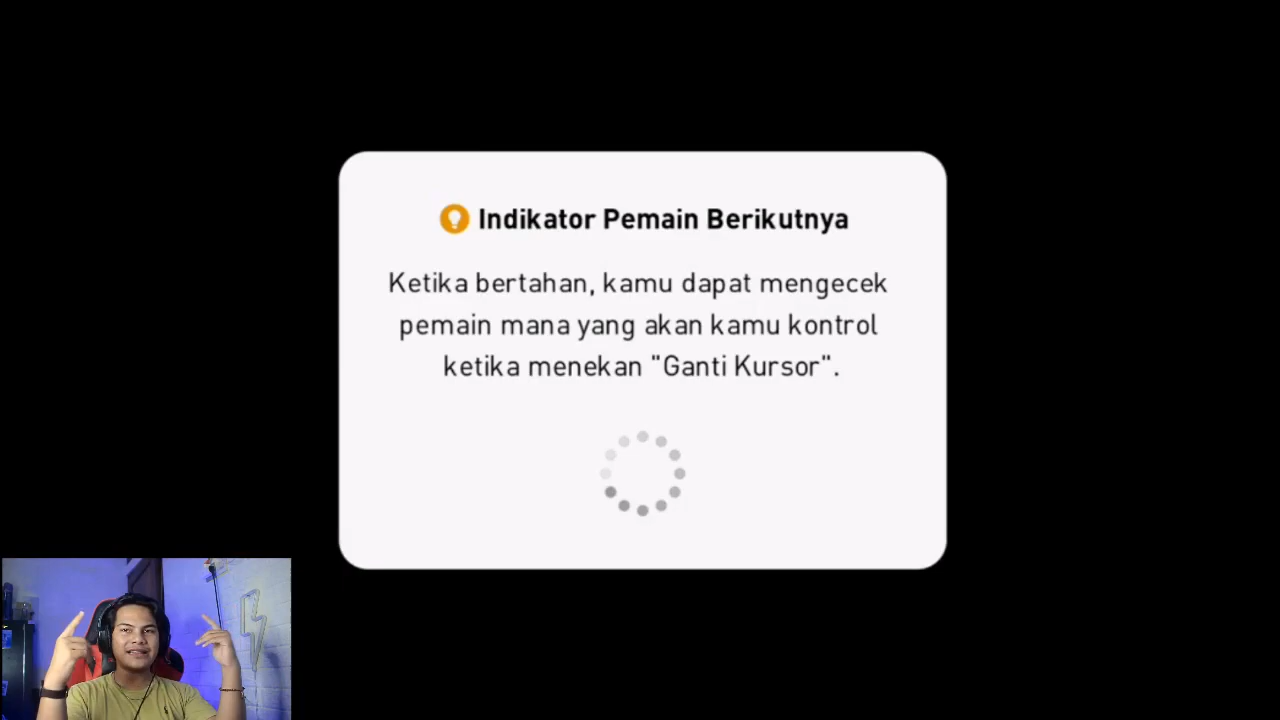 Indikator Pemain Berikutnya
Ketika bertahan, kamu dapat mengecek
pemain mana yang akan kamu kontrol
ketika menekan "Ganti Kursor".